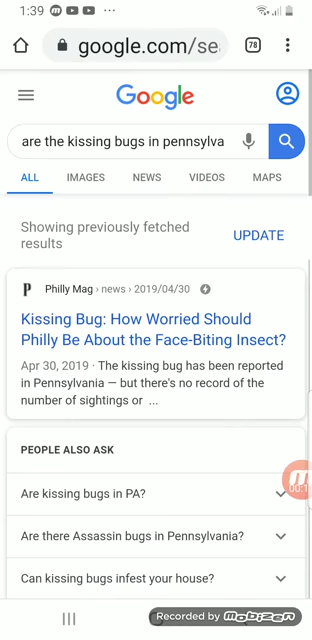 1:39
google.com/sea
78
Google
are the kissing bugs in pennsylva
ALL IMAGES NEWS VIDEOS MAPS
Showing previously fetched
results
UPDATE
Philly Mag › news › 2019/04/30
Kissing Bug: How Worried Should
Philly Be About the Face-Biting Insect?
Apr 30, 2019 · The kissing bug has been reported
in Pennsylvania — but there's no record of the
number of sightings or ...
PEOPLE ALSO ASK
Are kissing bugs in PA?
Are there Assassin bugs in Pennsylvania?
Can kissing bugs infest your house?
Recorded by Mobizen